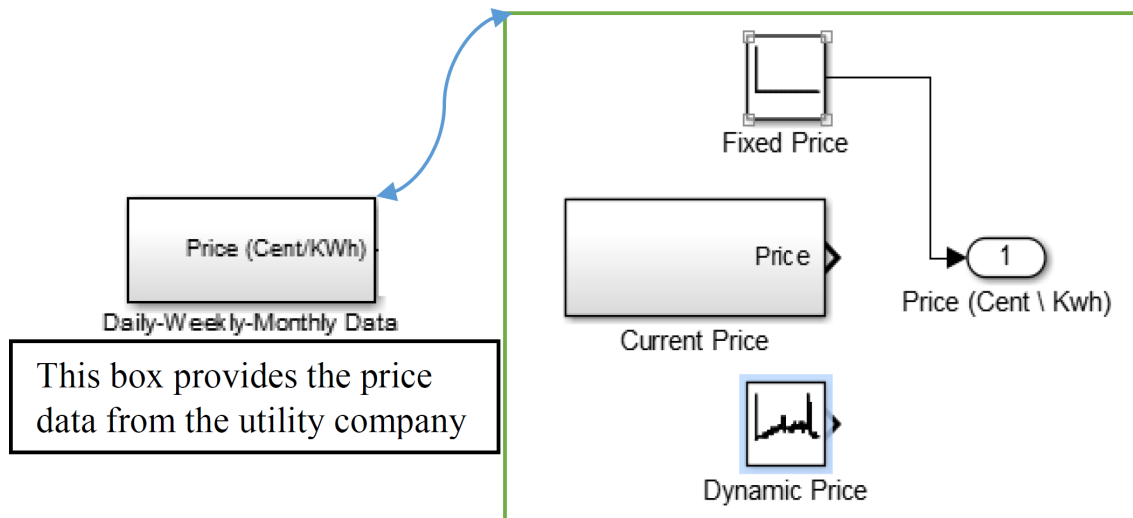 Price (Cent/KWh)
Daily-Weekly-Monthly Data
This box provides the price
data from the utility company
Fixed Price
Price
Current Price
1
Price (Cent \ Kwh)
Dynamic Price